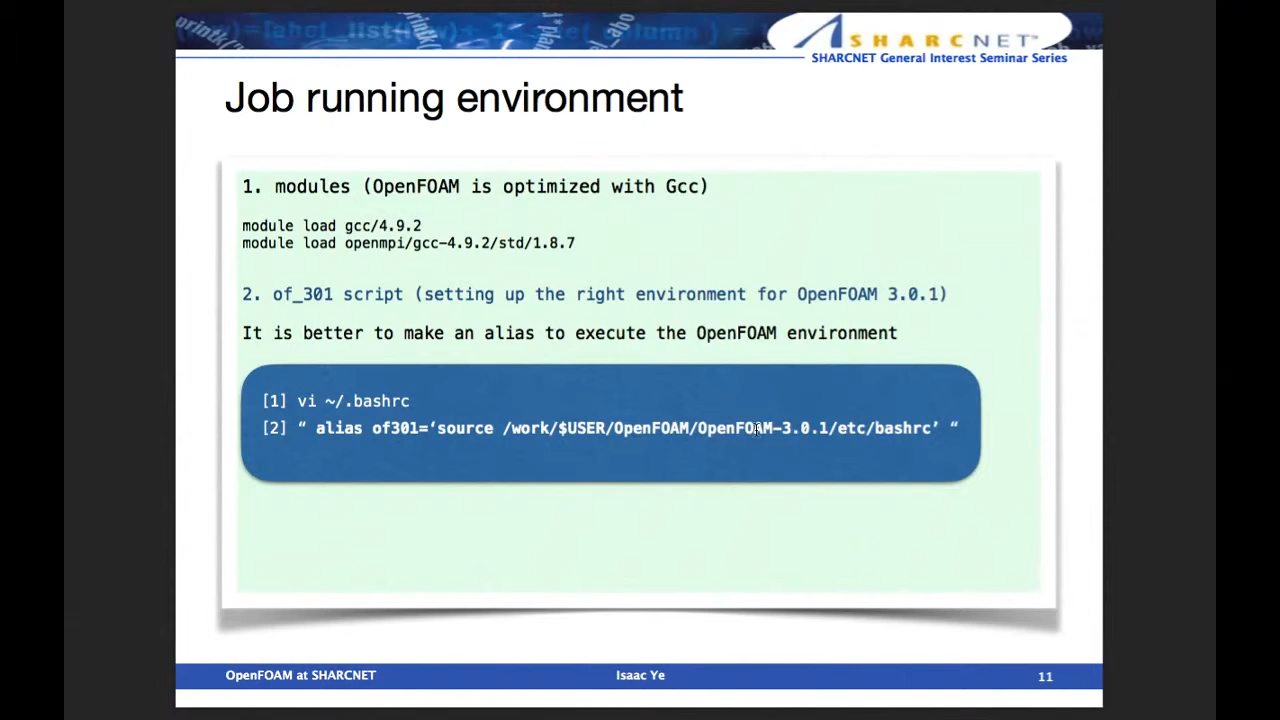 SHARCNET™
SHARCNET General Interest Seminar Series
Job running environment
1. modules (OpenFOAM is optimized with Gcc)
module load gcc/4.9.2
module load openmpi/gcc-4.9.2/std/1.8.7
2. of_301 script (setting up the right environment for OpenFOAM 3.0.1)
It is better to make an alias to execute the OpenFOAM environment
[1] vi ~/.bashrc
[2] “ alias of301=‘source /work/$USER/OpenFOAM/OpenFOAM-3.0.1/etc/bashrc’ “
OpenFOAM at SHARCNET
Isaac Ye
11